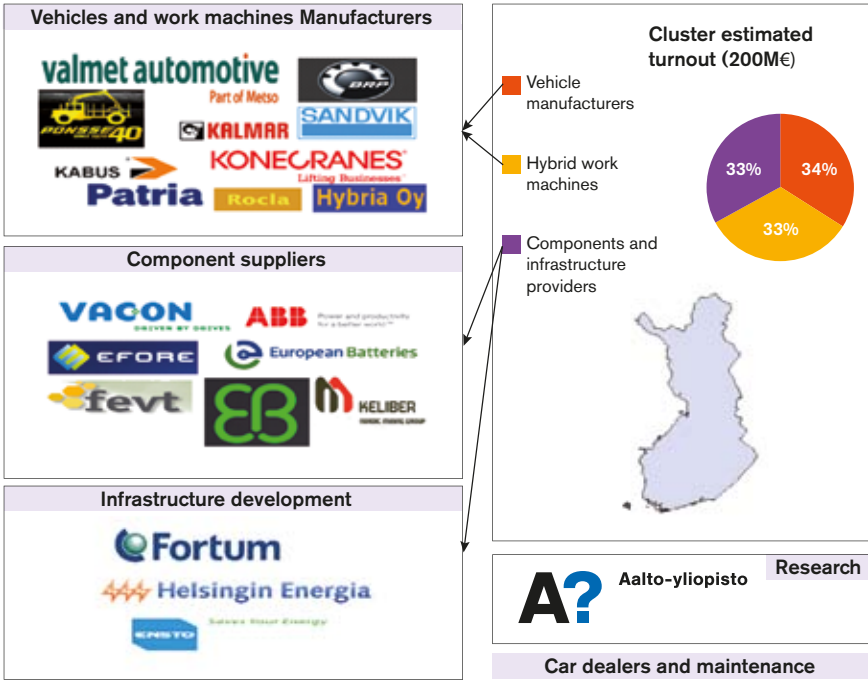 Vehicles and work machines Manufacturers
valmet automotive
Part of Metso
BRP
PONSSE
40
KALMAR
SANDVIK
KABUS
KONECRANES®
Lifting Businesses™
Patria
Rocla
Hybria Oy
Component suppliers
VACON
DRIVEN BY DRIVES
ABB
Power and productivity
for a better world™
EFORE
European Batteries
fevt
EB
KELIBER
Infrastructure development
Fortum
Helsingin Energia
ENSTO
Saves Your Energy
Cluster estimated
turnout (200M€)
Vehicle
manufacturers
Hybrid work
machines
Components and
infrastructure
providers
33%
34%
33%
Research
A?
Aalto-yliopisto
Car dealers and maintenance